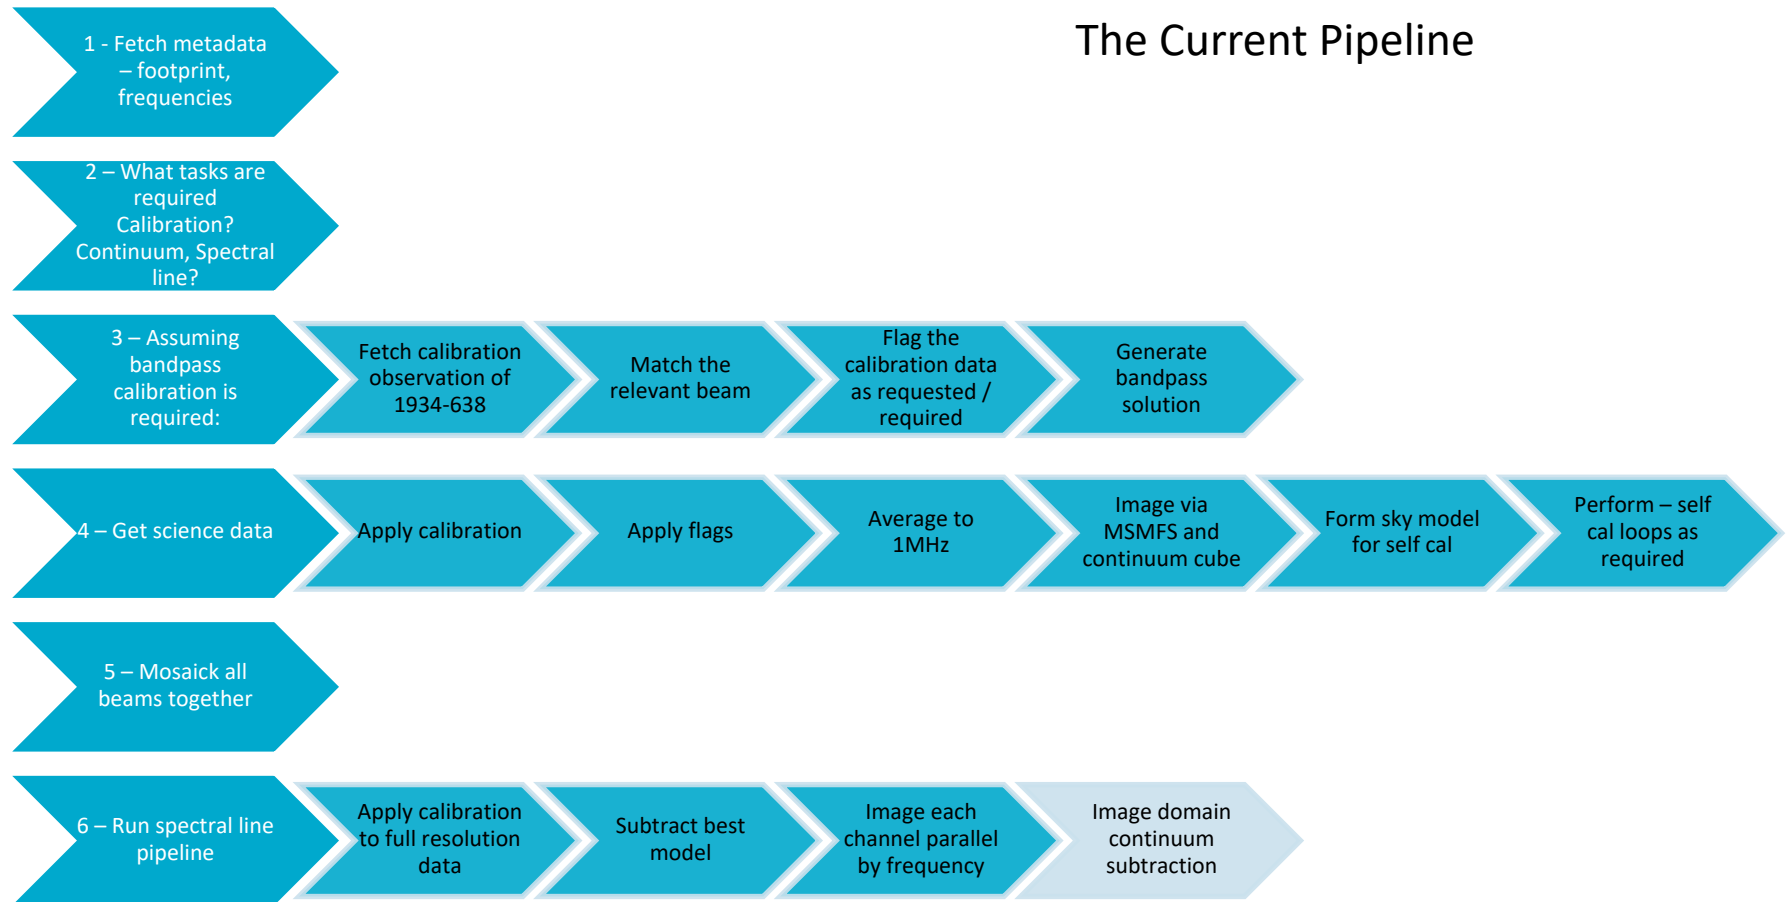 The Current Pipeline
1 - Fetch metadata
– footprint,
frequencies
2 – What tasks are
required
Calibration?
Continuum, Spectral
line?
3 – Assuming
bandpass
calibration is
required:
Fetch calibration
observation of
1934-638
Match the
relevant beam
Flag the
calibration data
as requested /
required
Generate
bandpass
solution
4 – Get science data
Apply calibration
Apply flags
Average to
1MHz
Image via
MSMFS and
continuum cube
Form sky model
for self cal
Perform – self
cal loops as
required
5 – Mosaick all
beams together
6 – Run spectral line
pipeline
Apply calibration
to full resolution
data
Subtract best
model
Image each
channel parallel
by frequency
Image domain
continuum
subtraction